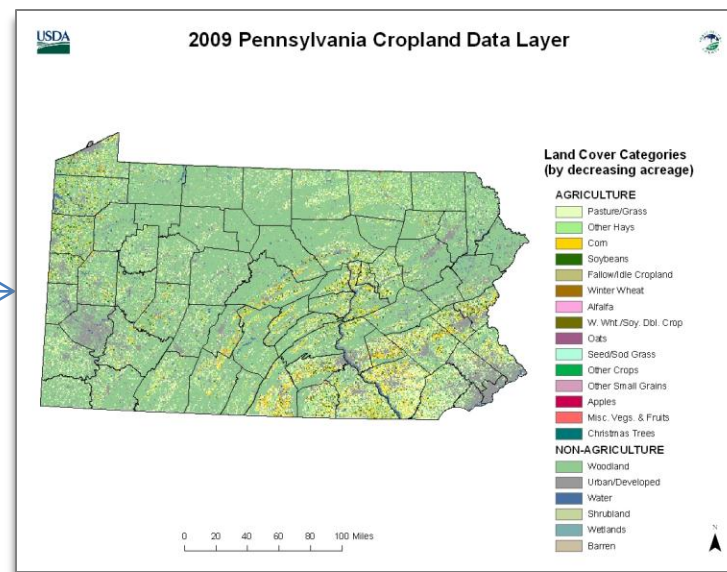 USDA
2009 Pennsylvania Cropland Data Layer
Land Cover Categories
(by decreasing acreage)
AGRICULTURE
Pasture/Grass
Other Hays
Corn
Soybeans
Fallow/Idle Cropland
Winter Wheat
Alfalfa
W. Wht./Soy. Dbl. Crop
Oats
Seed/Sod Grass
Other Crops
Other Small Grains
Apples
Misc. Vegs. & Fruits
Christmas Trees
NON-AGRICULTURE
Woodland
Urban/Developed
Water
Shrubland
Wetlands
Barren
0 20 40 60 80 100 Miles
N